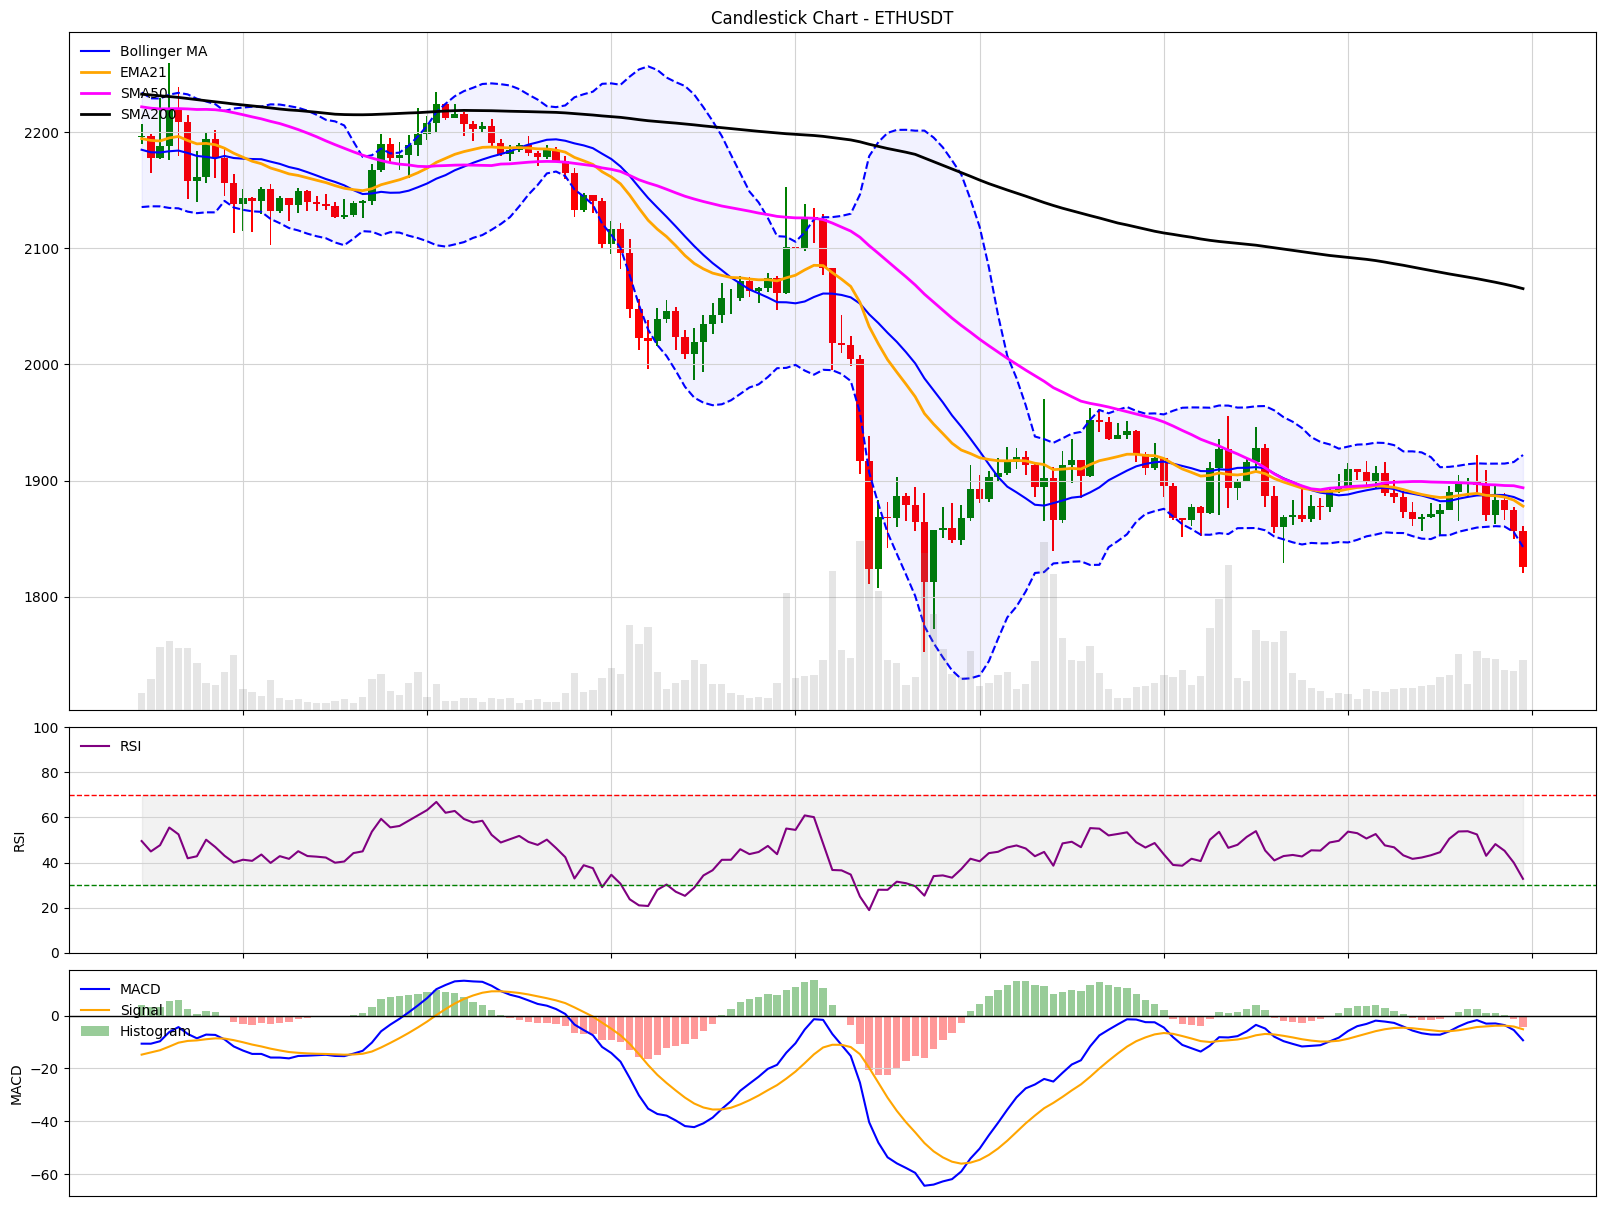 Candlestick Chart - ETHUSDT
Bollinger MA
EMA21
SMA50
SMA200
2200
2100
2000
1900
1800
RSI
100
80
60
40
20
0
RSI
MACD
Signal
Histogram
0
−20
−40
−60
MACD